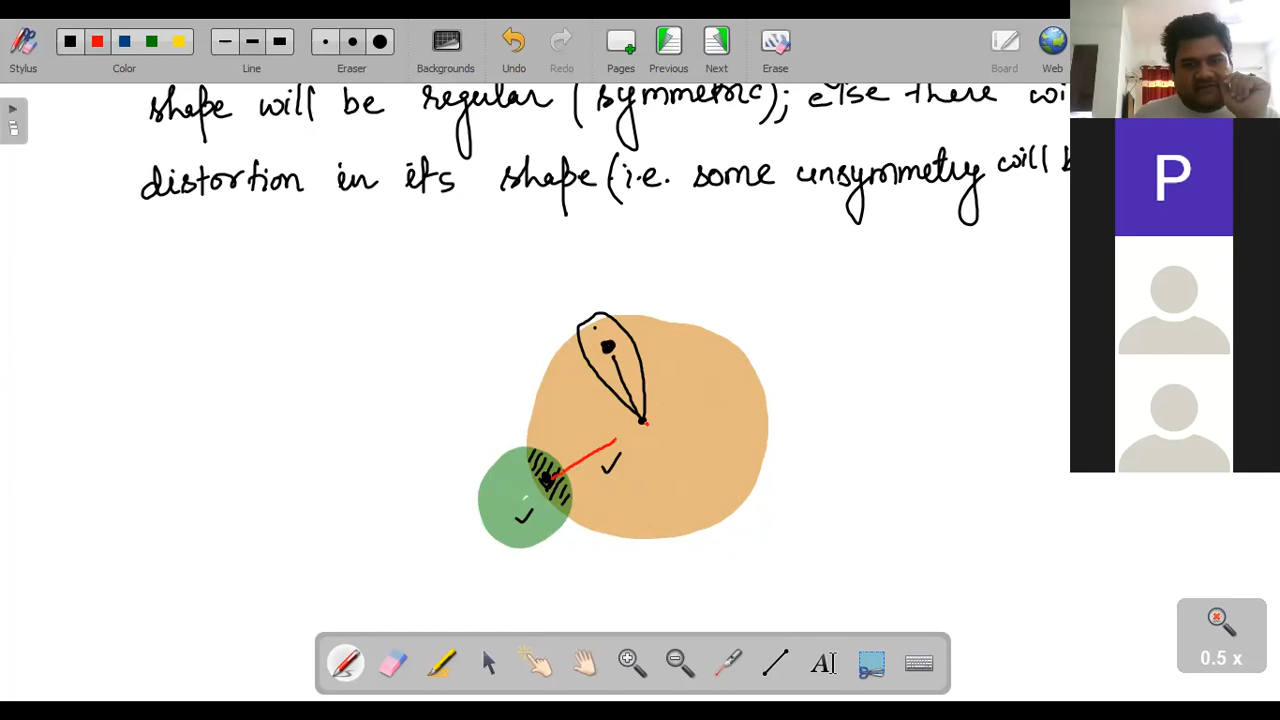 Stylus Color Line Eraser Backgrounds Undo Redo Pages Previous Next Erase Board Web
shape will be regular (symmetric); else there wi
distortion in its shape (i.e. some unsymmetry will b
P
A
0.5 x